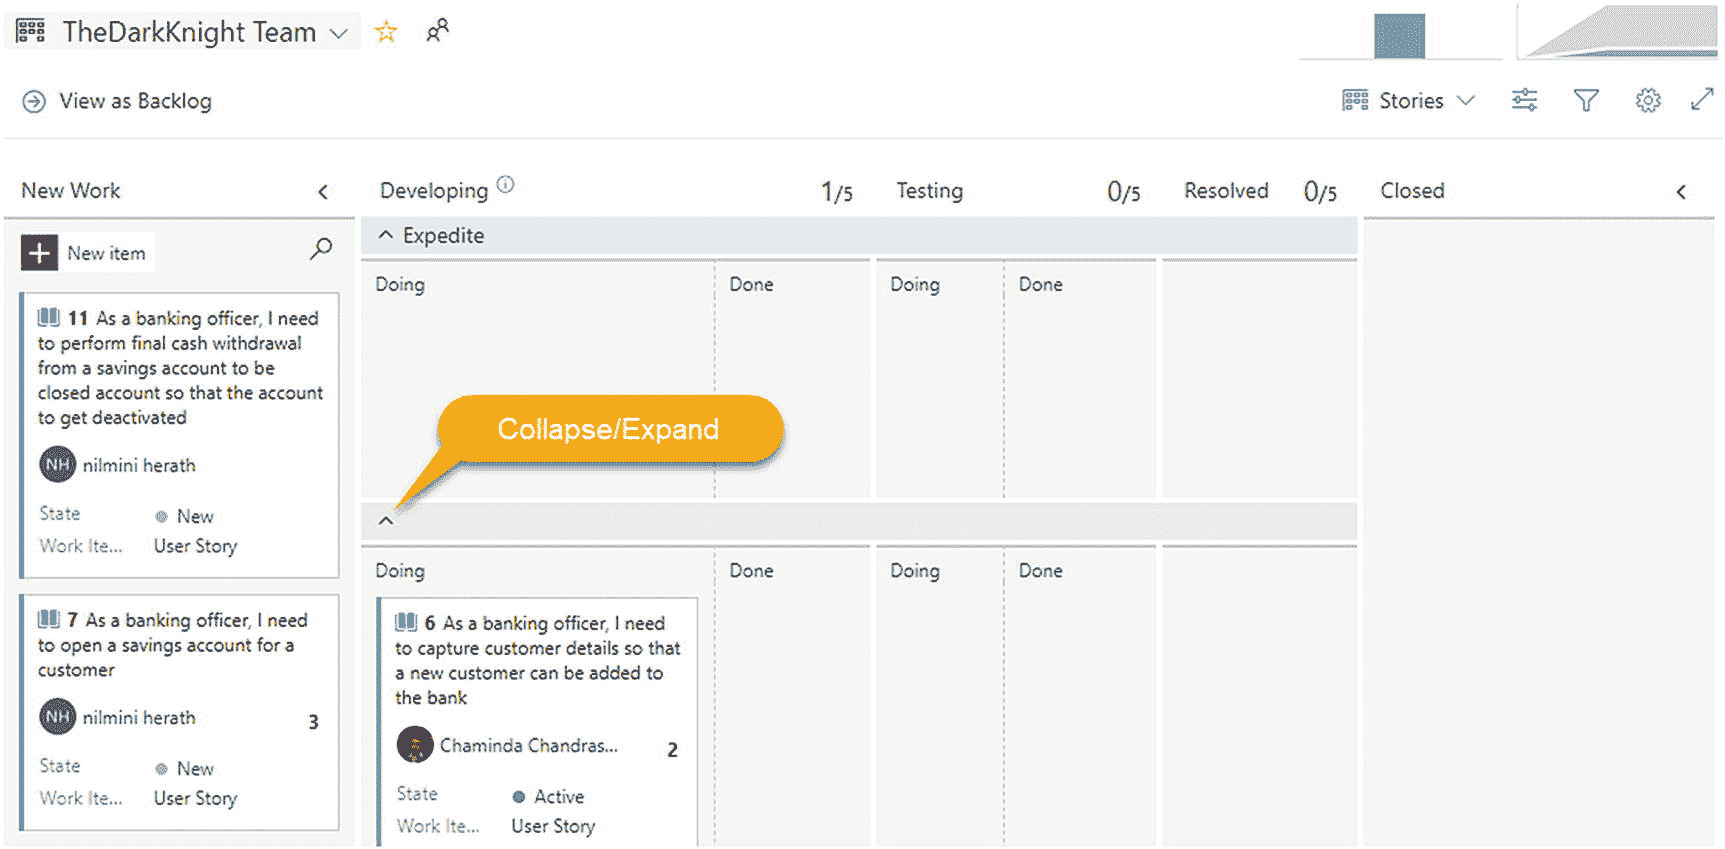 TheDarkKnight Team
View as Backlog
Stories
New Work
Developing
1/5
Testing
0/5
Resolved
0/5
Closed
New item
Expedite
Doing
Done
Doing
Done
11 As a banking officer, I need
to perform final cash withdrawal
from a savings account to be
closed account so that the account
to get deactivated
NH nilmini herath
State New
Work Ite... User Story
Collapse/Expand
Doing
Done
Doing
Done
7 As a banking officer, I need
to open a savings account for a
customer
NH nilmini herath 3
State New
Work Ite... User Story
6 As a banking officer, I need
to capture customer details so that
a new customer can be added to
the bank
Chaminda Chandras... 2
State Active
Work Ite... User Story